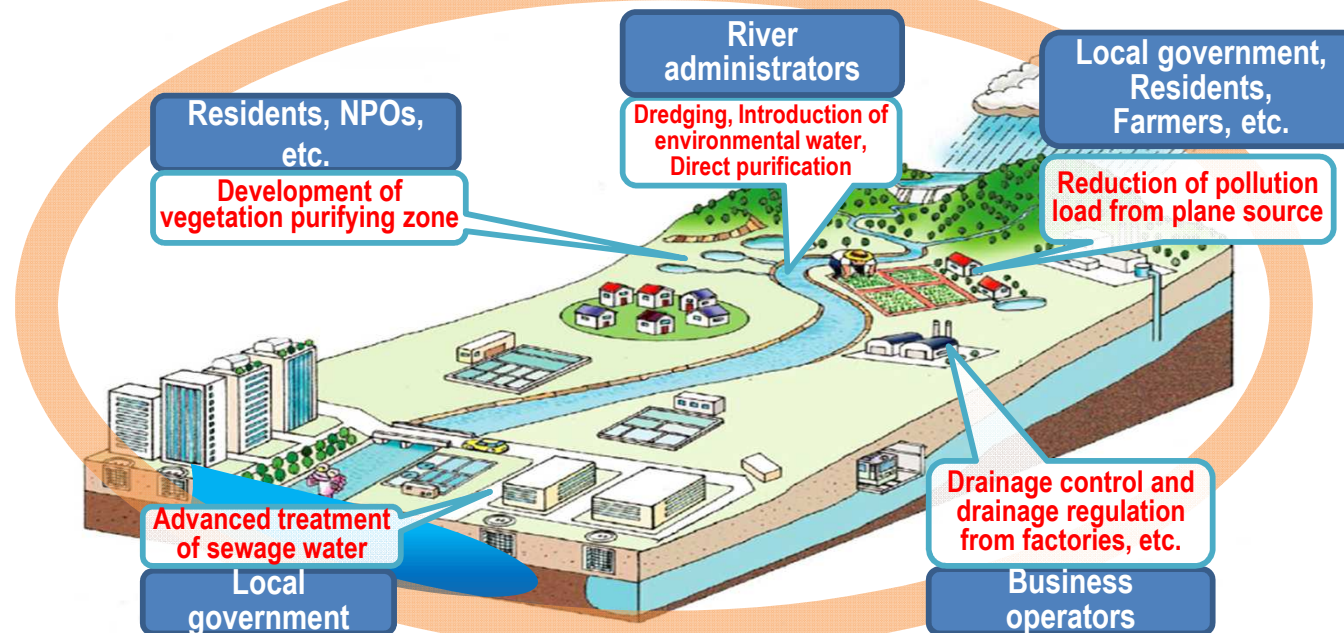 River
administrators
Dredging, Introduction of
environmental water,
Direct purification
Local government,
Residents,
Farmers, etc.
Reduction of pollution
load from plane source
Residents, NPOs,
etc.
Development of
vegetation purifying zone
Advanced treatment
of sewage water
Local
government
Drainage control and
drainage regulation
from factories, etc.
Business
operators